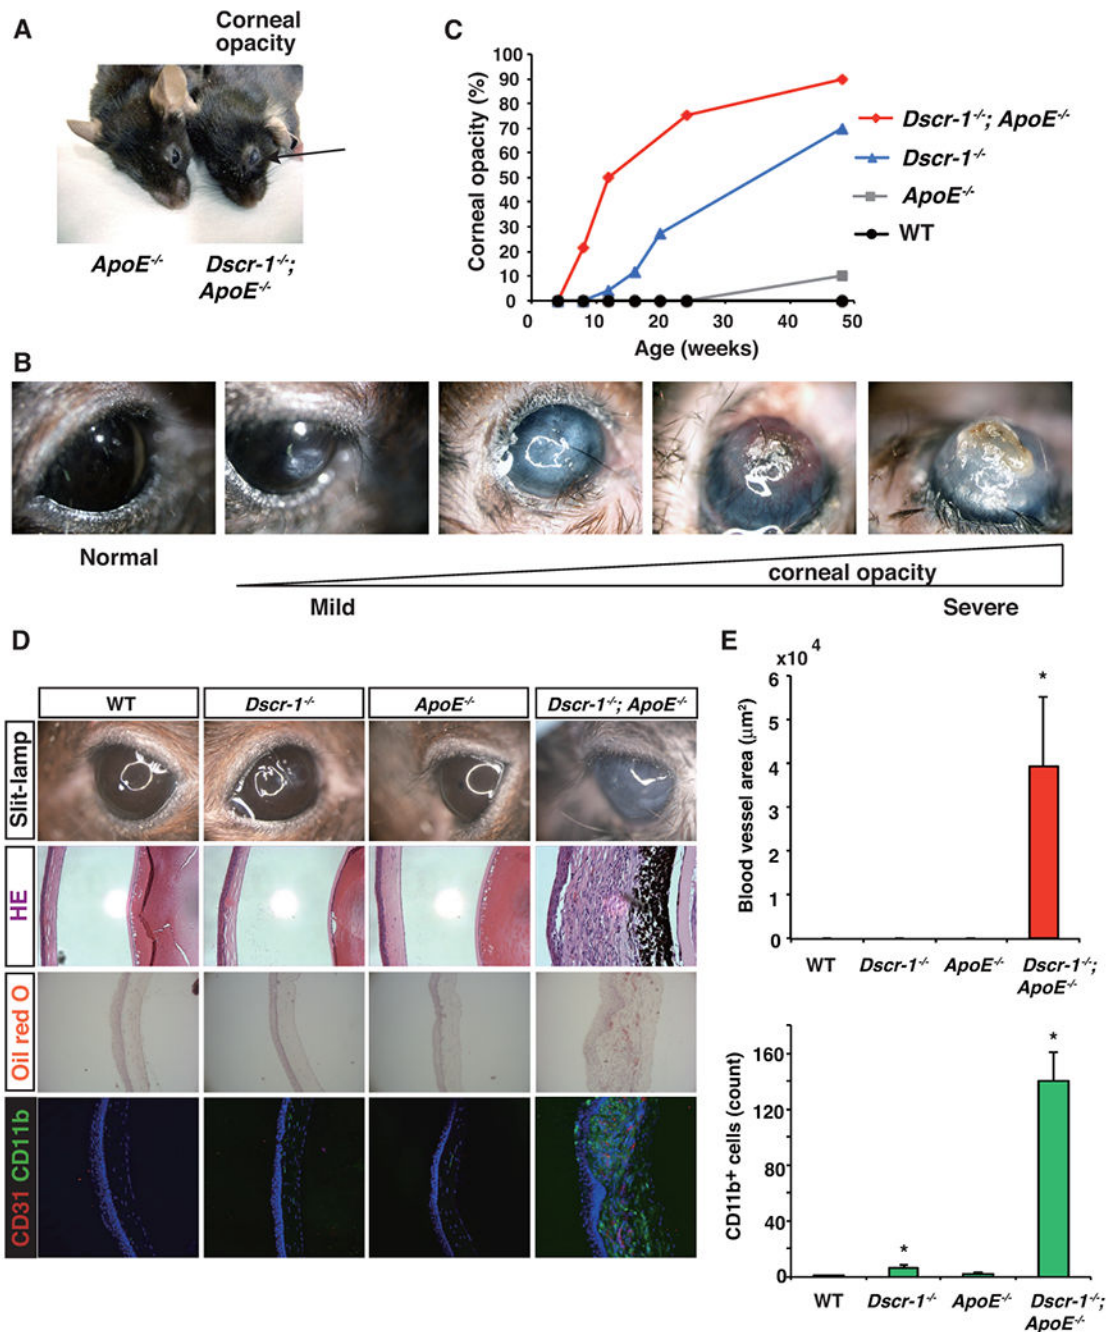 A
Corneal
opacity
ApoE-/-
Dscr-1-/-;
ApoE-/-
C
Corneal opacity (%)
100
90
80
70
60
50
40
30
20
10
0
0 10 20 30 40 50
Age (weeks)
Dscr-1-/-; ApoE-/-
Dscr-1-/-
ApoE-/-
WT
B
Normal
corneal opacity
Mild
Severe
D
WT
Dscr-1-/-
ApoE-/-
Dscr-1-/-; ApoE-/-
Slit-lamp
HE
Oil red O
CD31 CD11b
E
x10 4
Blood vessel area (µm2)
6
5
4
3
2
1
0
*
WT
Dscr-1-/-
ApoE-/-
Dscr-1-/-;
ApoE-/-
CD11b+ cells (count)
160
120
80
40
0
*
*
WT
Dscr-1-/-
ApoE-/-
Dscr-1-/-;
ApoE-/-